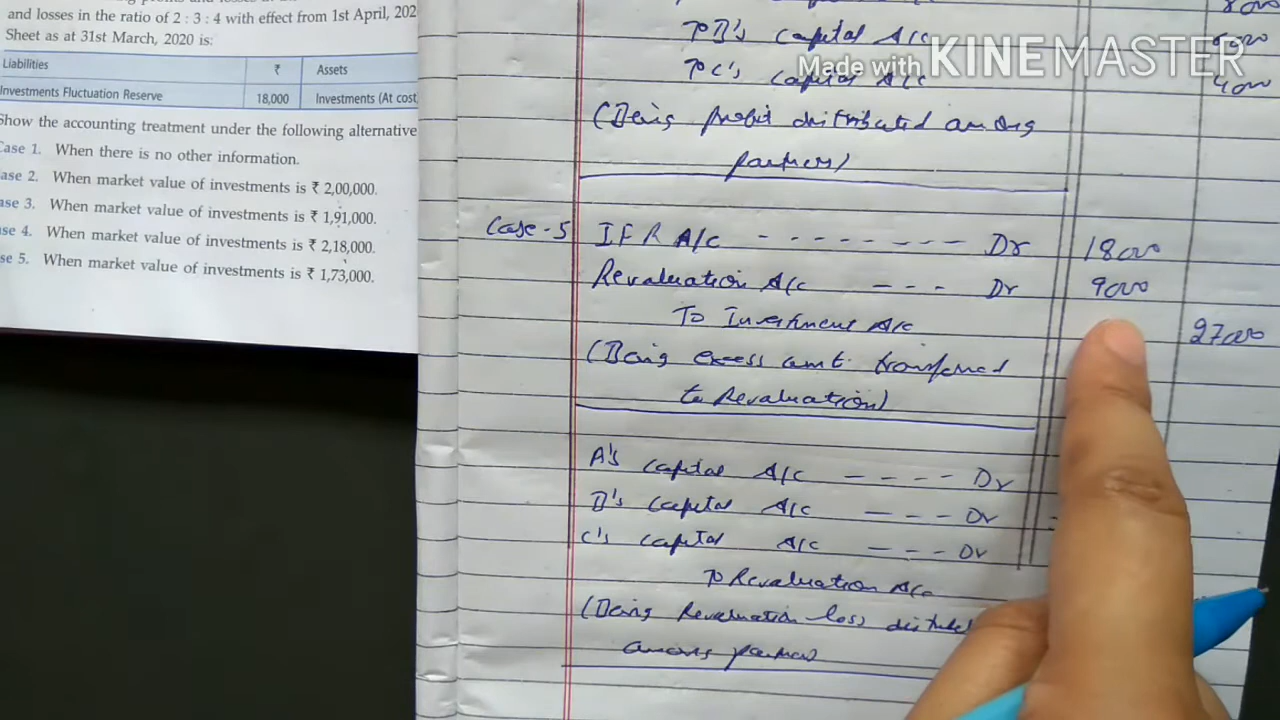 and losses in the ratio of 2 : 3 : 4 with effect from 1st April, 202
Sheet as at 31st March, 2020 is:
Liabilities ₹ Assets
Investments Fluctuation Reserve 18,000 Investments (At cost
Show the accounting treatment under the following alternative
Case 1. When there is no other information.
ase 2. When market value of investments is ₹ 2,00,000.
ase 3. When market value of investments is ₹ 1,91,000.
se 4. When market value of investments is ₹ 2,18,000.
se 5. When market value of investments is ₹ 1,73,000.
Made with KINEMASTER
To B's capital A/c
To C's capital A/c 4000
(Being profit distributed among
partners)
Case-5 IFR A/c - - - - - - - - Dr 18000
Revaluation A/c - - - Dr 9000
To Investment A/c 27000
(Being excess amt. transferred
to Revaluation)
A's capital A/c - - - - Dr
B's capital A/c - - - Dr
C's capital A/c - - - Dr
To Revaluation A/c
(Being Revaluation loss
among partners